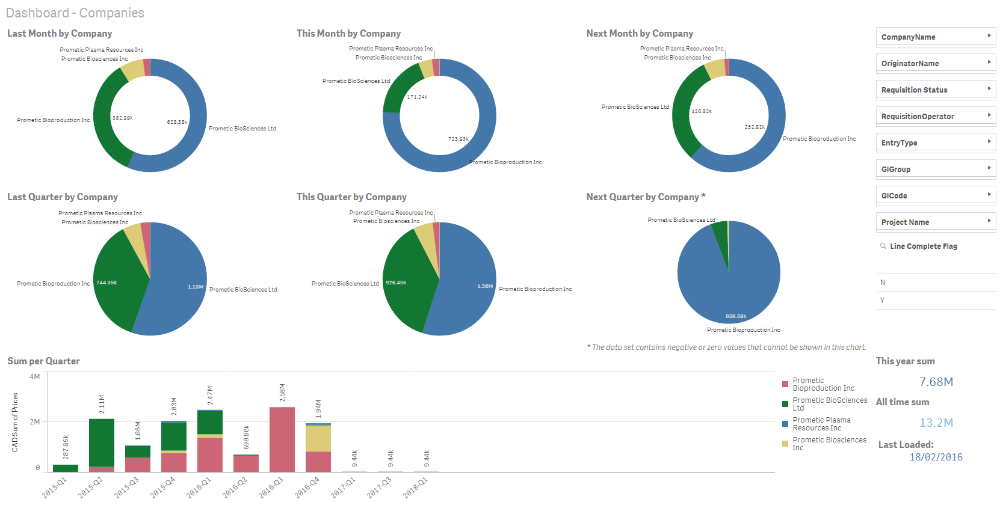 Dashboard - Companies
Last Month by Company
Prometic Plasma Resources Inc
Prometic Biosciences Inc
Prometic Bioproduction Inc
382.99k
628.38k
Prometic BioSciences Ltd
This Month by Company
Prometic Plasma Resources Inc
Prometic Biosciences Inc
Prometic BioSciences Ltd
171.24k
723.93k
Prometic Bioproduction Inc
Next Month by Company
Prometic Plasma Resources Inc
Prometic Biosciences Inc
Prometic BioSciences Ltd
126.82k
252.82k
Prometic Bioproduction Inc
Last Quarter by Company
Prometic Plasma Resources Inc
Prometic Biosciences Inc
Prometic Bioproduction Inc
744.35k
1.13M
Prometic BioSciences Ltd
This Quarter by Company
Prometic Plasma Resources Inc
Prometic Biosciences Inc
Prometic BioSciences Ltd
926.45k
1.36M
Prometic Bioproduction Inc
Next Quarter by Company *
Prometic BioSciences Ltd
650.58k
Prometic Bioproduction Inc
* The data set contains negative or zero values that cannot be shown in this chart.
CompanyName
OriginatorName
Requisition Status
RequisitionOperator
EntryType
GlGroup
GlCode
Project Name
Line Complete Flag
N
Y
Sum per Quarter
CAD Sum of Prices
4M
2M
0
287.85k
2.11M
1.06M
2.03M
2.47M
690.96k
2.58M
1.94M
9.44k
9.44k
9.44k
2015-Q1
2015-Q2
2015-Q3
2015-Q4
2016-Q1
2016-Q2
2016-Q3
2016-Q4
2017-Q1
2017-Q3
2018-Q1
Prometic
Bioproduction Inc
Prometic BioSciences
Ltd
Prometic Plasma
Resources Inc
Prometic Biosciences
Inc
This year sum
7.68M
All time sum
13.2M
Last Loaded:
18/02/2016